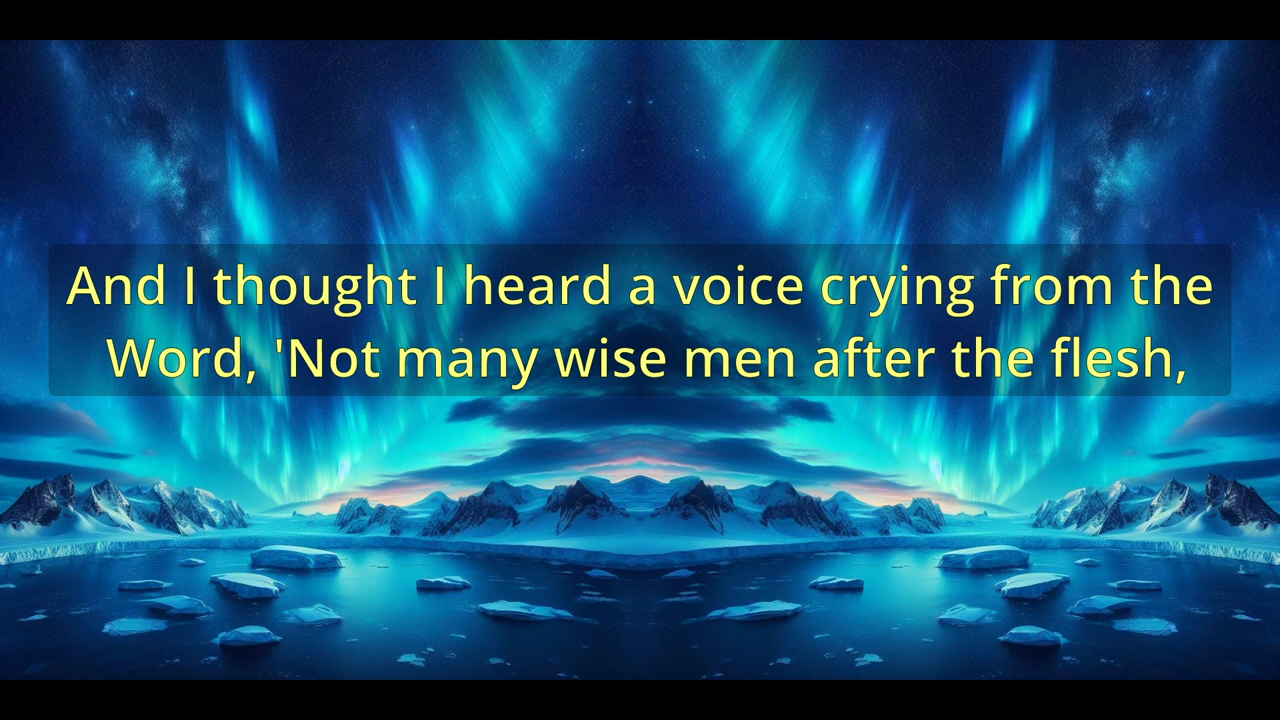 And I thought I heard a voice crying from the
Word, 'Not many wise men after the flesh,